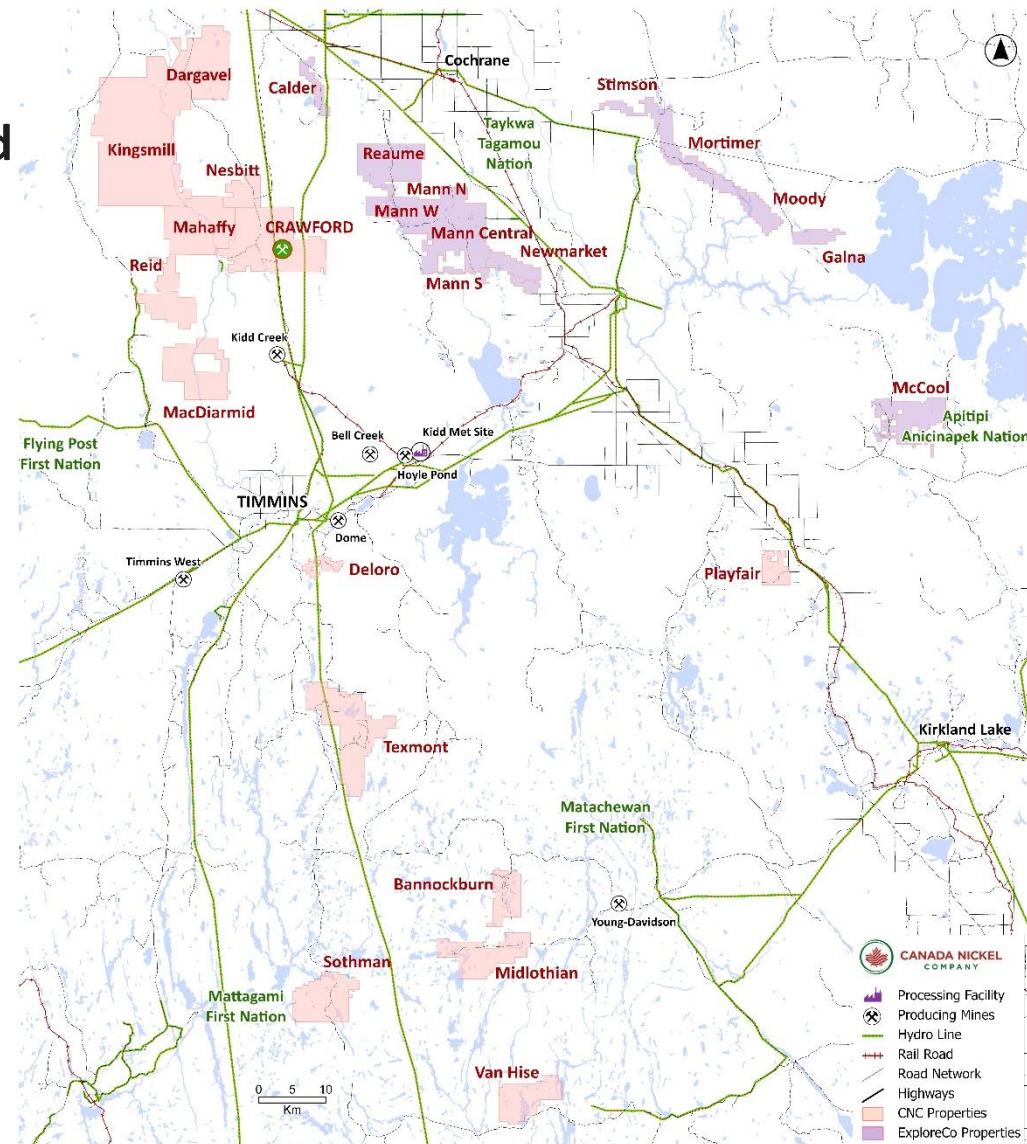 d
Dargavel
Cochrane
Calder
Stimson
Taykwa
Tagamou
Nation
Kingsmill
Reaume
Mortimer
Nesbitt
Mann N
Moody
Mann W
Mahaffy
CRAWFORD
Mann Central
Newmarket
Galna
Reid
Mann S
Kidd Creek
McCool
MacDiarmid
Apitipi
Anicinapek Nation
Flying Post
First Nation
Bell Creek
Kidd Met Site
Hoyle Pond
TIMMINS
Dome
Timmins West
Deloro
Playfair
Texmont
Kirkland Lake
Matachewan
First Nation
Bannockburn
Young-Davidson
Sothman
Midlothian
Mattagami
First Nation
Van Hise
0 5 10
Km
CANADA NICKEL
COMPANY
Processing Facility
Producing Mines
Hydro Line
Rail Road
Road Network
Highways
CNC Properties
ExploreCo Properties